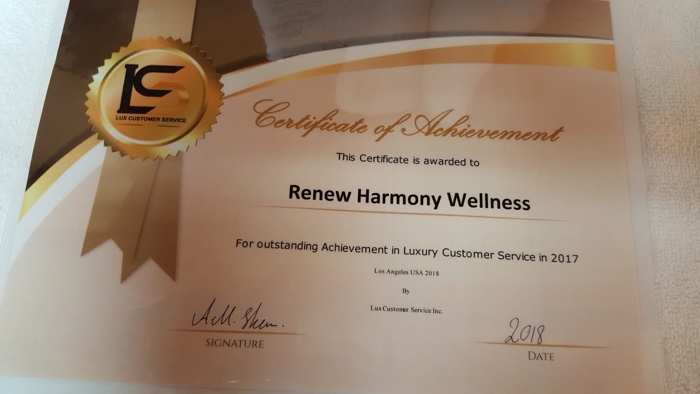 LUX CUSTOMER SERVICE
Certificate of Achievement
This Certificate is awarded to
Renew Harmony Wellness
For outstanding Achievement in Luxury Customer Service in 2017
Los Angeles USA 2018
By
Lux Customer Service Inc.
2018
SIGNATURE
DATE